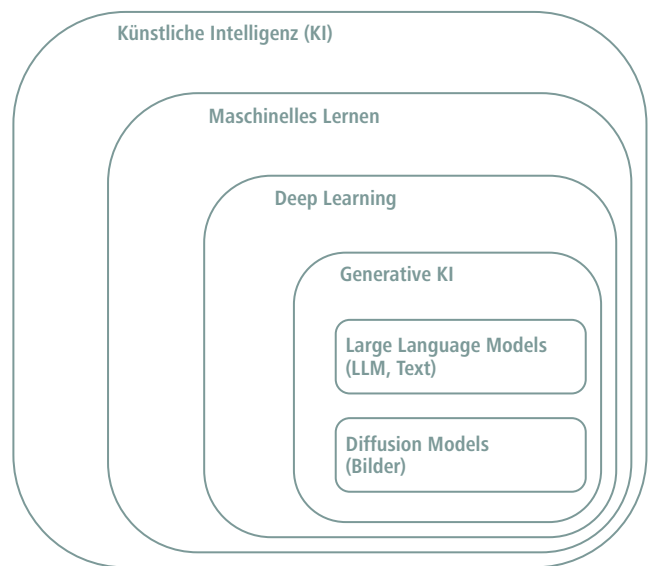 Künstliche Intelligenz (KI)
Maschinelles Lernen
Deep Learning
Generative KI
Large Language Models
(LLM, Text)
Diffusion Models
(Bilder)